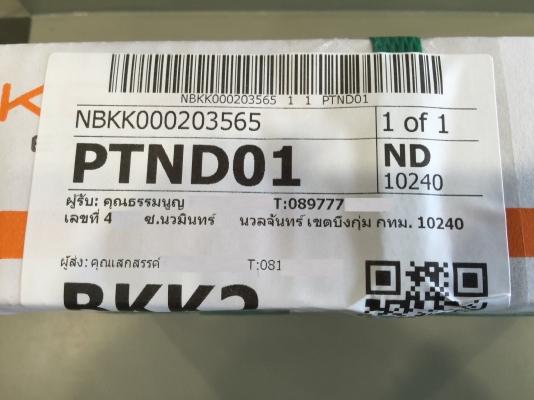 NBKK000203565 1 1 PTND01
NBKK000203565 1 of 1
PTND01 ND
10240
ผู้รับ: คุณธรรมนูญ T:089777
เลขที่ 4 ซ.นวมินทร์ นวลจันทร์ เขตบึงกุ่ม กทม. 10240
ผู้ส่ง: คุณเสกสรรค์ T:081
BKK2